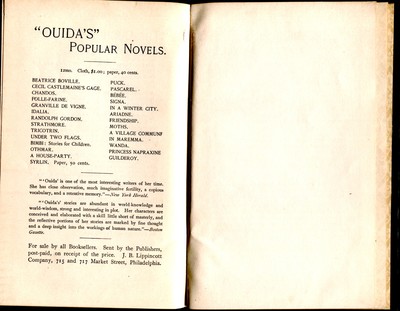 "OUIDA'S"
POPULAR NOVELS.
12mo. Cloth, $1.00; paper, 40 cents.
BEATRICE BOVILLE.
CECIL CASTLEMAINE'S GAGE.
CHANDOS.
FOLLE-FARINE.
GRANVILLE DE VIGNE.
IDALIA.
RANDOLPH GORDON.
STRATHMORE.
TRICOTRIN.
UNDER TWO FLAGS.
BIMBI: Stories for Children.
OTHMAR.
A HOUSE-PARTY.
SYRLIN. Paper, 50 cents.
PUCK.
PASCAREL.
BÉBÉE.
SIGNA.
IN A WINTER CITY.
ARIADNE.
FRIENDSHIP.
MOTHS.
A VILLAGE COMMUNE
IN MAREMMA.
WANDA.
PRINCESS NAPRAXINE
GUILDEROY.
"'Ouida' is one of the most interesting writers of her time.
She has close observation, much imaginative fertility, a copious
vocabulary, and a retentive memory."—New York Herald.
"'Ouida's' stories are abundant in world-knowledge and
world-wisdom, strong and interesting in plot. Her characters are
conceived and elaborated with a skill little short of masterly, and
the reflective portions of her stories are marked by fine thought
and a deep insight into the workings of human nature."—Boston
Gazette.
For sale by all Booksellers. Sent by the Publishers,
post-paid, on receipt of the price. J. B. Lippincott
Company, 715 and 717 Market Street, Philadelphia.